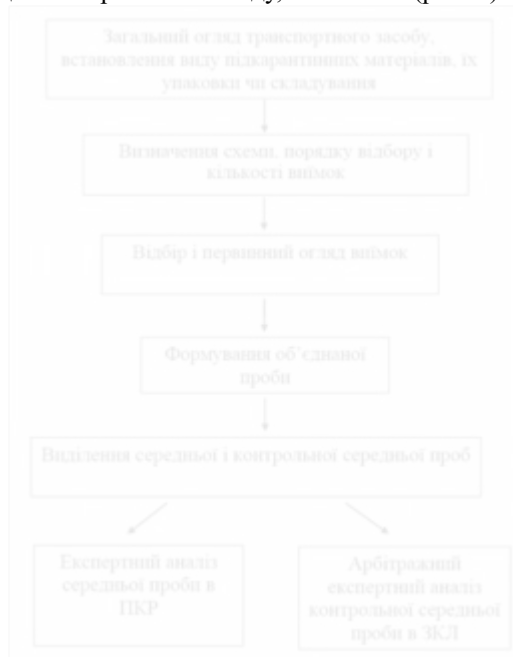 Загальний огляд транспортного засобу,
встановлення виду підкарантинних матеріалів, їх
упаковки чи складування
Визначення схеми, порядку відбору і
кількості виїмок
Відбір і первинний огляд виїмок
Формування об’єднаної
проби
Виділення середньої і контрольної середньої проб
Експертний аналіз
середньої проби в
ПКР
Арбітражний
експертний аналіз
контрольної середньої
проби в ЗКЛ